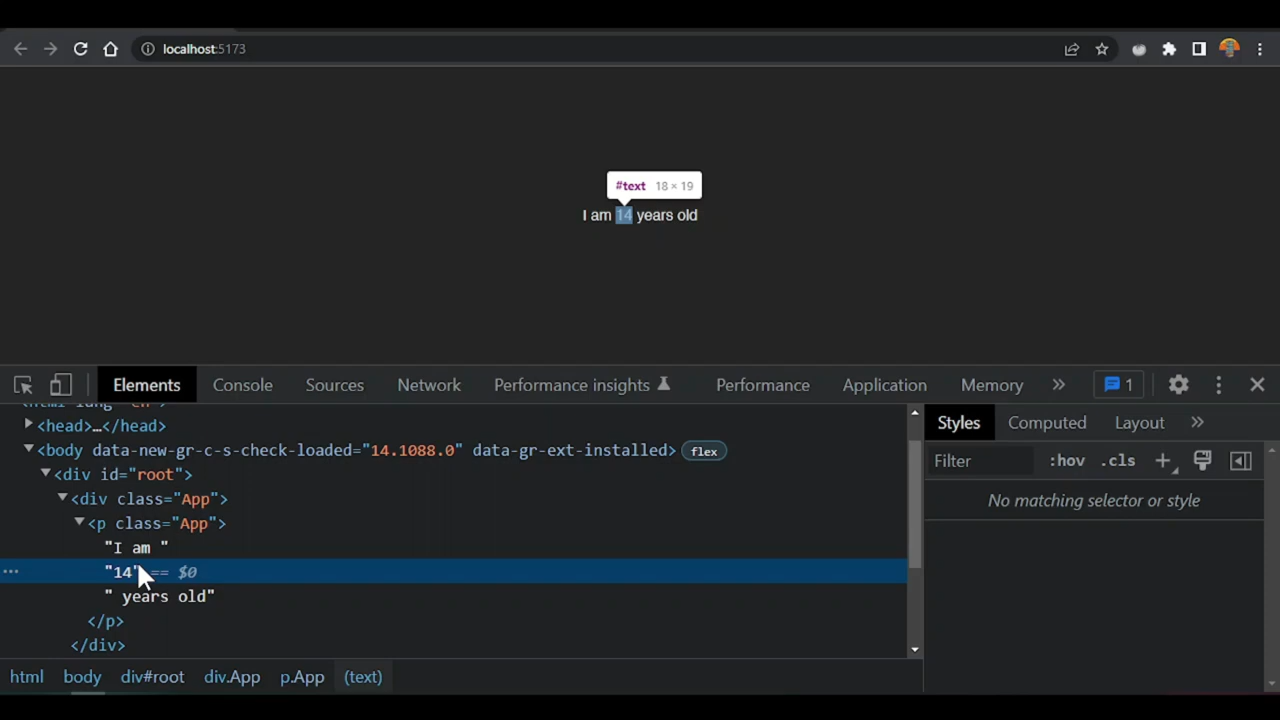 localhost:5173
#text 18 × 19
I am 14 years old
Elements Console Sources Network Performance insights Performance Application Memory » 1
<html lang="en">
<head>…</head>
<body data-new-gr-c-s-check-loaded="14.1088.0" data-gr-ext-installed> flex
<div id="root">
<div class="App">
<p class="App">
"I am "
"14" == $0
" years old"
</p>
</div>
Styles Computed Layout »
Filter :hov .cls +
No matching selector or style
html body div#root div.App p.App (text)